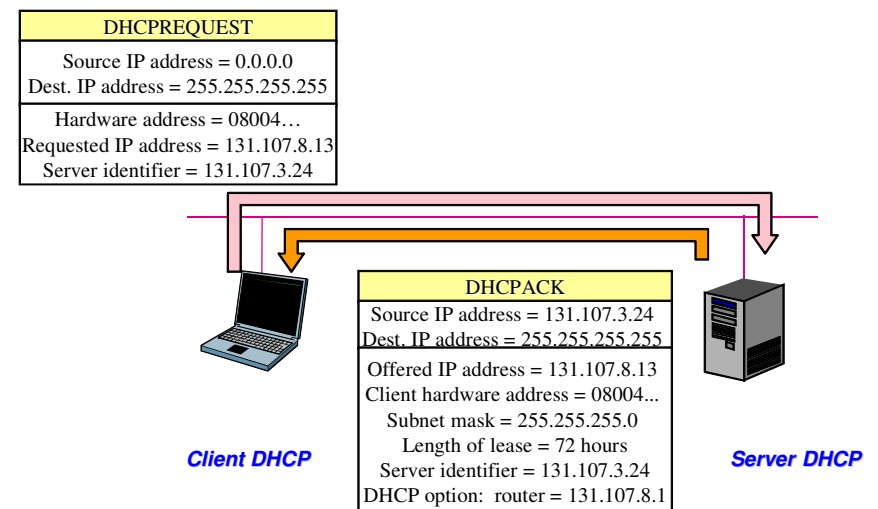 DHCPREQUEST
Source IP address = 0.0.0.0
Dest. IP address = 255.255.255.255
Hardware address = 08004…
Requested IP address = 131.107.8.13
Server identifier = 131.107.3.24
DHCPACK
Source IP address = 131.107.3.24
Dest. IP address = 255.255.255.255
Offered IP address = 131.107.8.13
Client hardware address = 08004...
Subnet mask = 255.255.255.0
Length of lease = 72 hours
Server identifier = 131.107.3.24
DHCP option: router = 131.107.8.1
Client DHCP
Server DHCP